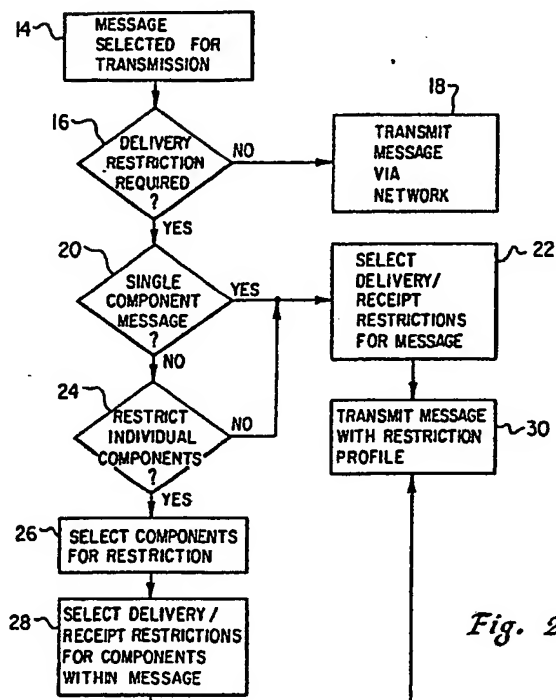 14
MESSAGE
SELECTED FOR
TRANSMISSION
16
DELIVERY
RESTRICTION
REQUIRED
?
NO
18
TRANSMIT
MESSAGE
VIA
NETWORK
YES
20
SINGLE
COMPONENT
MESSAGE
?
YES
22
SELECT
DELIVERY/
RECEIPT
RESTRICTIONS
FOR MESSAGE
NO
24
RESTRICT
INDIVIDUAL
COMPONENTS
?
NO
TRANSMIT MESSAGE
WITH RESTRICTION
PROFILE
30
YES
26
SELECT COMPONENTS
FOR RESTRICTION
28
SELECT DELIVERY/
RECEIPT RESTRICTIONS
FOR COMPONENTS
WITHIN MESSAGE
Fig. 2